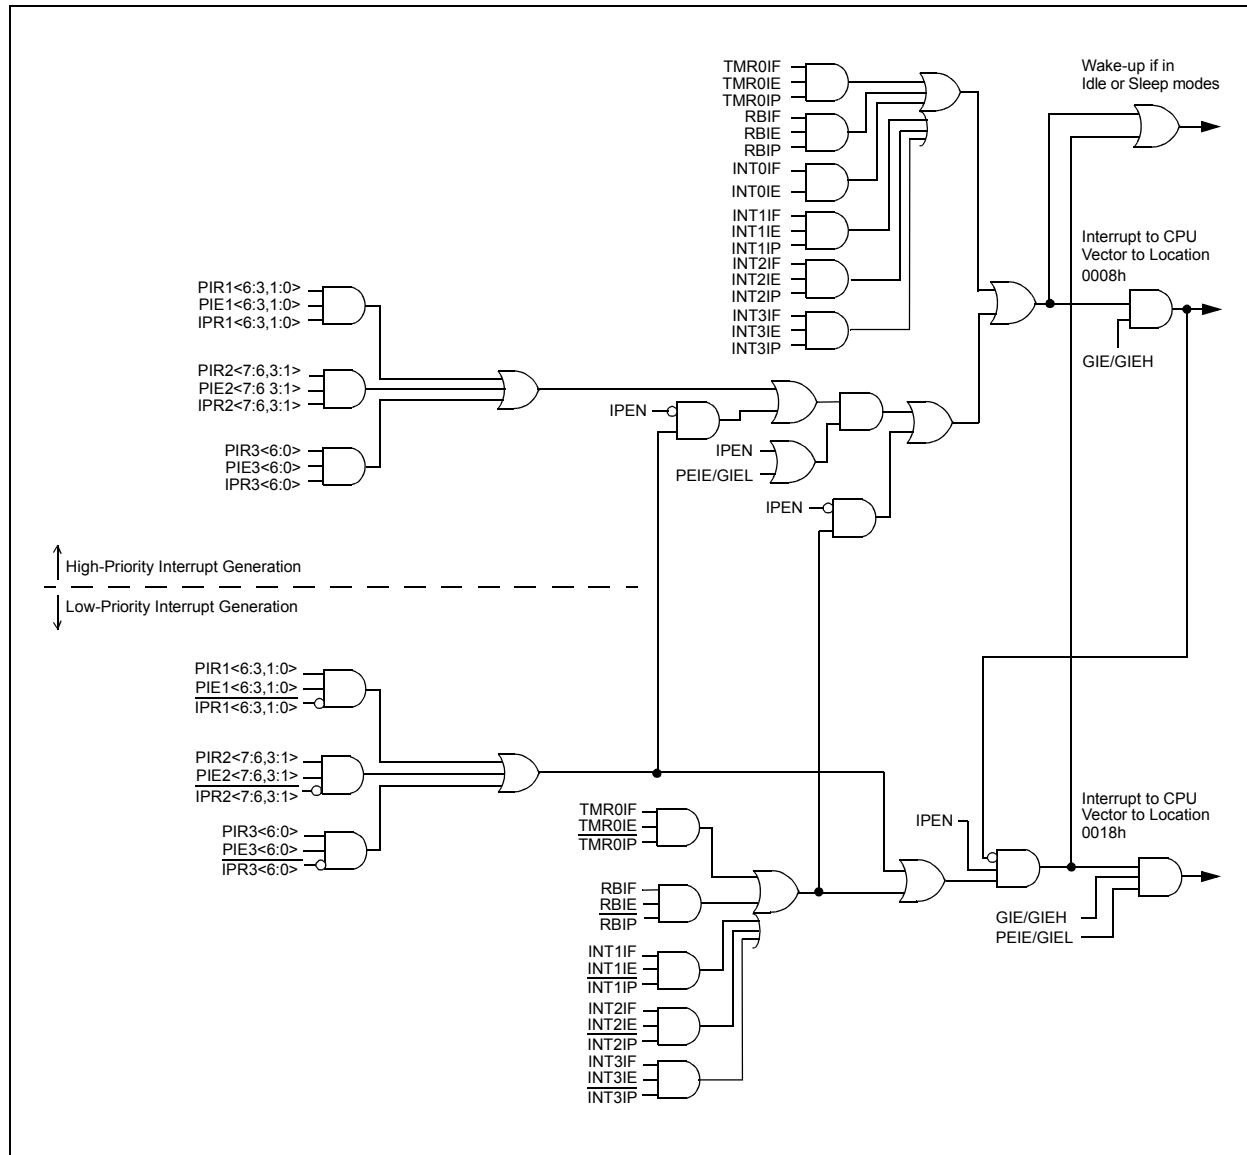 TMR0IF
TMR0IE
TMR0IP
RBIF
RBIE
RBIP
INT0IF
INT0IE
INT1IF
INT1IE
INT1IP
INT2IF
INT2IE
INT2IP
INT3IF
INT3IE
INT3IP
Wake-up if in
Idle or Sleep modes
Interrupt to CPU
Vector to Location
0008h
GIE/GIEH
PIR1<6:3,1:0>
PIE1<6:3,1:0>
IPR1<6:3,1:0>
PIR2<7:6,3:1>
PIE2<7:6 3:1>
IPR2<7:6,3:1>
PIR3<6:0>
PIE3<6:0>
IPR3<6:0>
IPEN
IPEN
PEIE/GIEL
IPEN
High-Priority Interrupt Generation
Low-Priority Interrupt Generation
PIR1<6:3,1:0>
PIE1<6:3,1:0>
IPR1<6:3,1:0>
PIR2<7:6,3:1>
PIE2<7:6,3:1>
IPR2<7:6,3:1>
PIR3<6:0>
PIE3<6:0>
IPR3<6:0>
TMR0IF
TMR0IE
TMR0IP
RBIF
RBIE
RBIP
INT1IF
INT1IE
INT1IP
INT2IF
INT2IE
INT2IP
INT3IF
INT3IE
INT3IP
IPEN
Interrupt to CPU
Vector to Location
0018h
GIE/GIEH
PEIE/GIEL